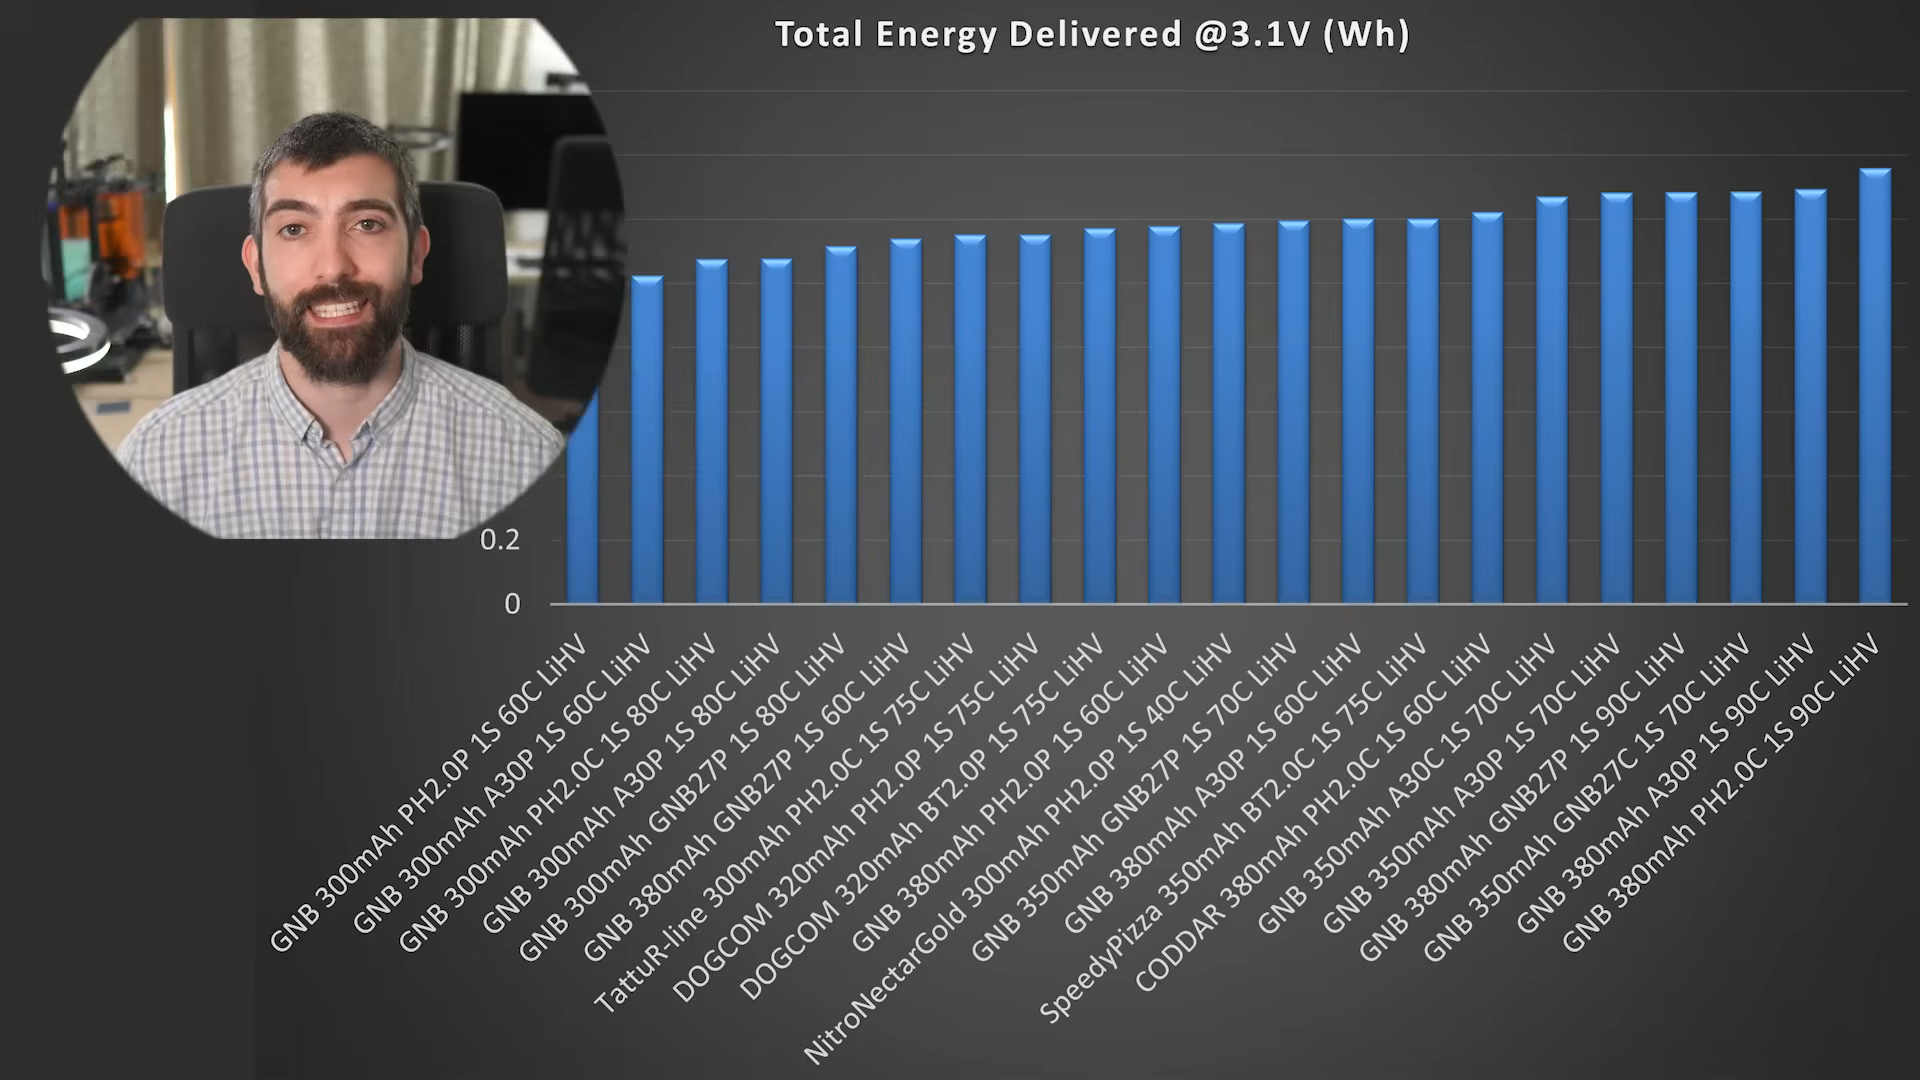 Total Energy Delivered @3.1V (Wh)
0.2
0
GNB 300mAh PH2.0P 1S 60C LiHV
GNB 300mAh A30P 1S 60C LiHV
GNB 300mAh PH2.0C 1S 80C LiHV
GNB 300mAh A30P 1S 80C LiHV
GNB 300mAh GNB27P 1S 80C LiHV
GNB 380mAh GNB27P 1S 60C LiHV
TattuR-line 300mAh PH2.0C 1S 75C LiHV
DOGCOM 320mAh PH2.0P 1S 75C LiHV
DOGCOM 320mAh BT2.0P 1S 75C LiHV
GNB 380mAh PH2.0P 1S 60C LiHV
NitroNectarGold 300mAh PH2.0P 1S 40C LiHV
GNB 350mAh GNB27P 1S 70C LiHV
GNB 380mAh A30P 1S 60C LiHV
SpeedyPizza 350mAh BT2.0C 1S 75C LiHV
CODDAR 380mAh PH2.0C 1S 60C LiHV
GNB 350mAh A30C 1S 70C LiHV
GNB 350mAh A30P 1S 70C LiHV
GNB 380mAh GNB27P 1S 90C LiHV
GNB 350mAh GNB27C 1S 70C LiHV
GNB 380mAh A30P 1S 90C LiHV
GNB 380mAh PH2.0C 1S 90C LiHV